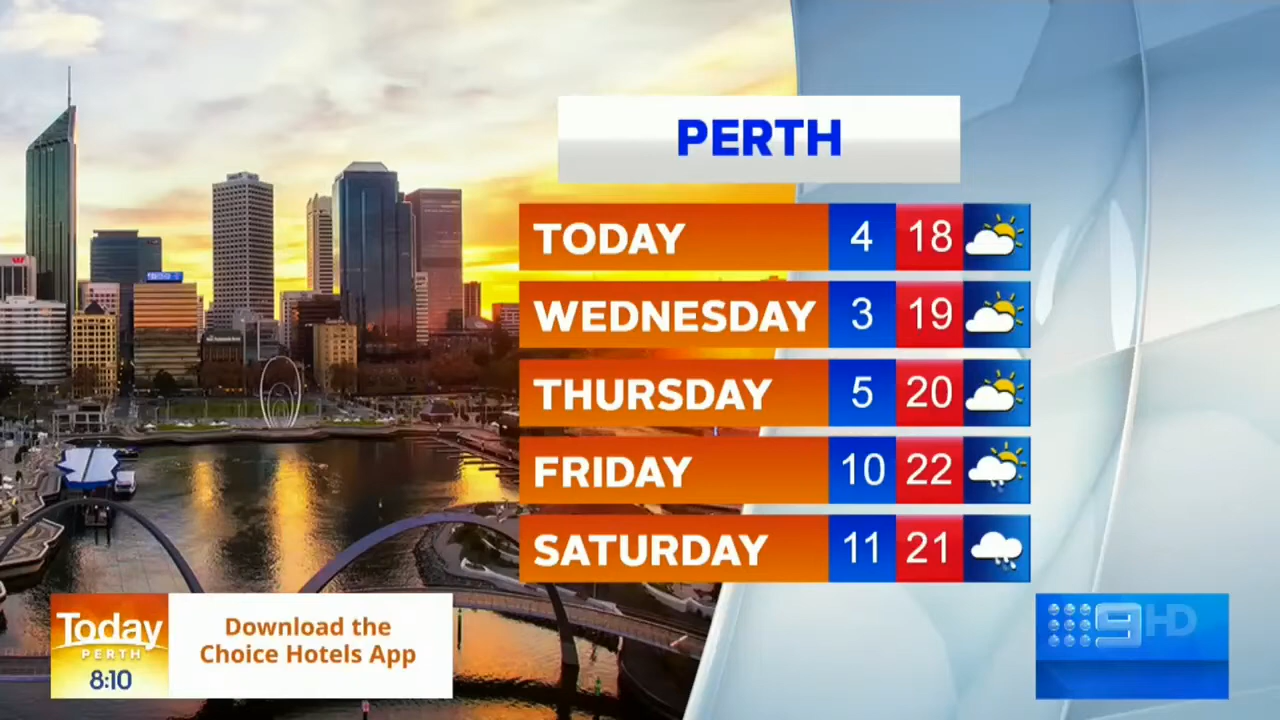 PERTH
TODAY 4 18
WEDNESDAY 3 19
THURSDAY 5 20
FRIDAY 10 22
SATURDAY 11 21
Today
PERTH
8:10
Download the
Choice Hotels App
9HD